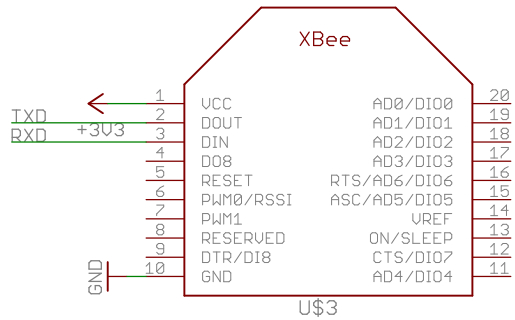 XBee
1 VCC AD0/DIO0 20
TXD 2 DOUT AD1/DIO1 19
RXD +3V3 3 DIN AD2/DIO2 18
4 DO8 AD3/DIO3 17
5 RESET RTS/AD6/DIO6 16
6 PWM0/RSSI ASC/AD5/DIO5 15
7 PWM1 VREF 14
8 RESERVED ON/SLEEP 13
9 DTR/DI8 CTS/DIO7 12
GND 10 GND AD4/DIO4 11
U$3